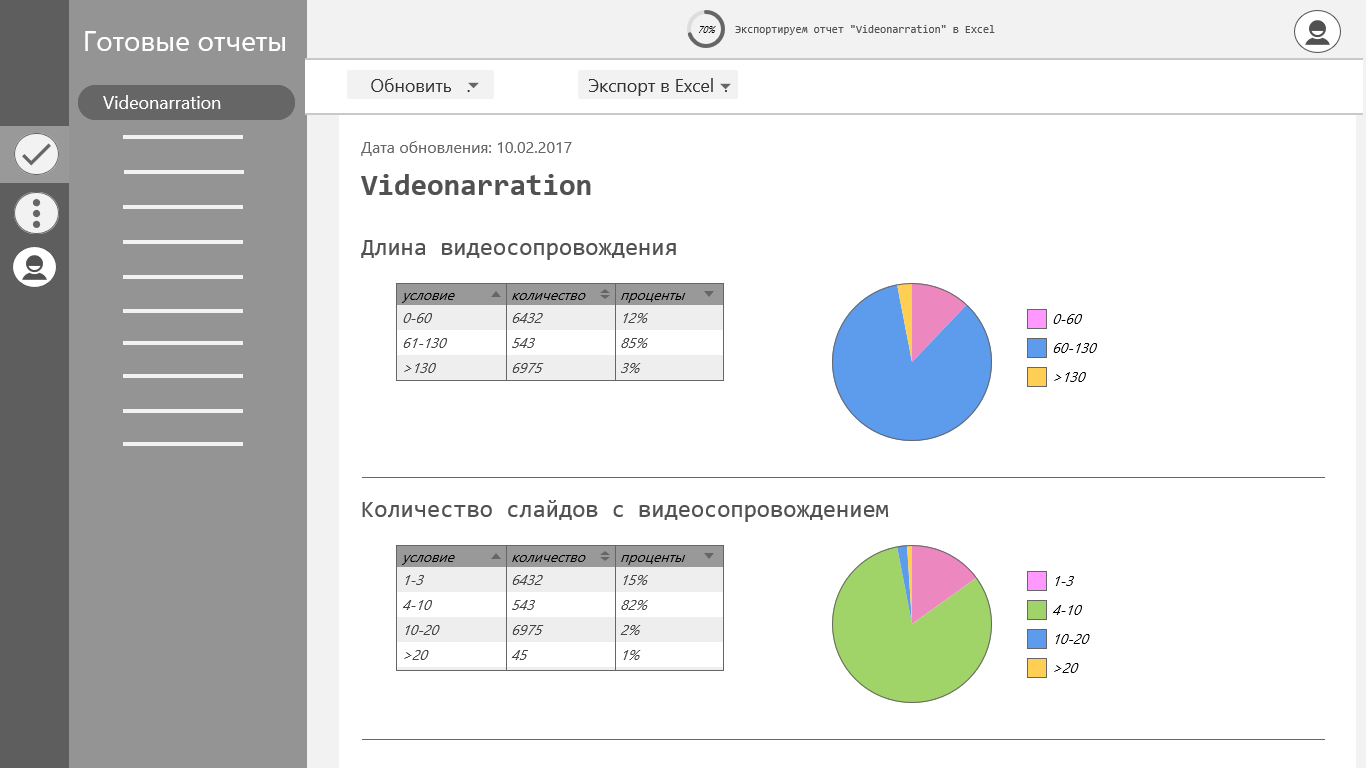 Готовые отчеты
Videonarration
70% Экспортируем отчет "Videonarration" в Excel
Обновить Экспорт в Excel
Дата обновления: 10.02.2017
Videonarration
Длина видеосопровождения
условие количество проценты
0-60 6432 12%
61-130 543 85%
>130 6975 3%
0-60
60-130
>130
Количество слайдов с видеосопровождением
условие количество проценты
1-3 6432 15%
4-10 543 82%
10-20 6975 2%
>20 45 1%
1-3
4-10
10-20
>20